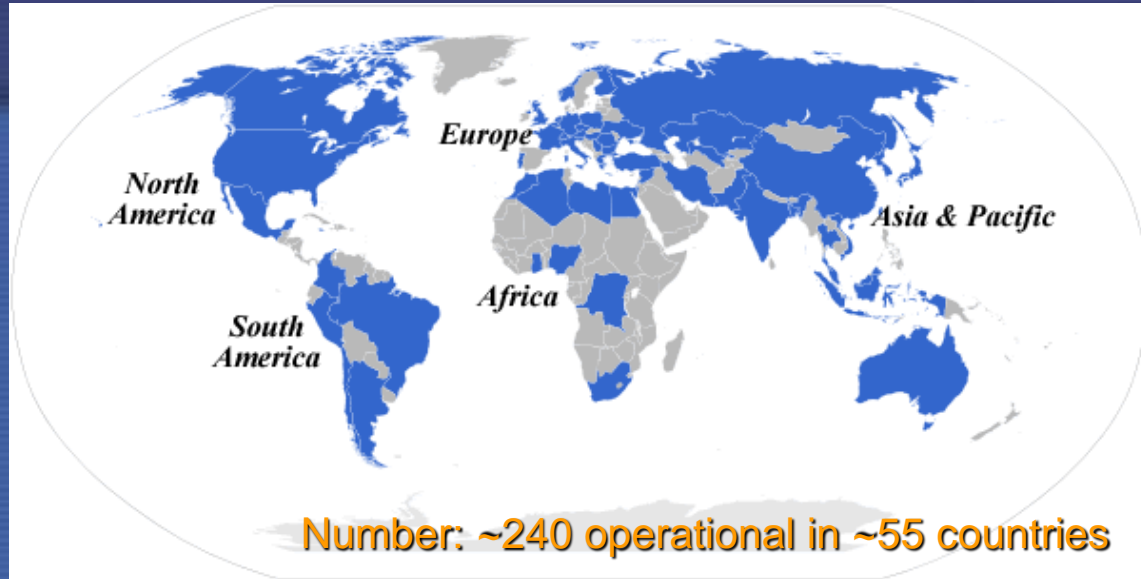 Europe
North
America
Asia & Pacific
Africa
South
America
Number: ~240 operational in ~55 countries